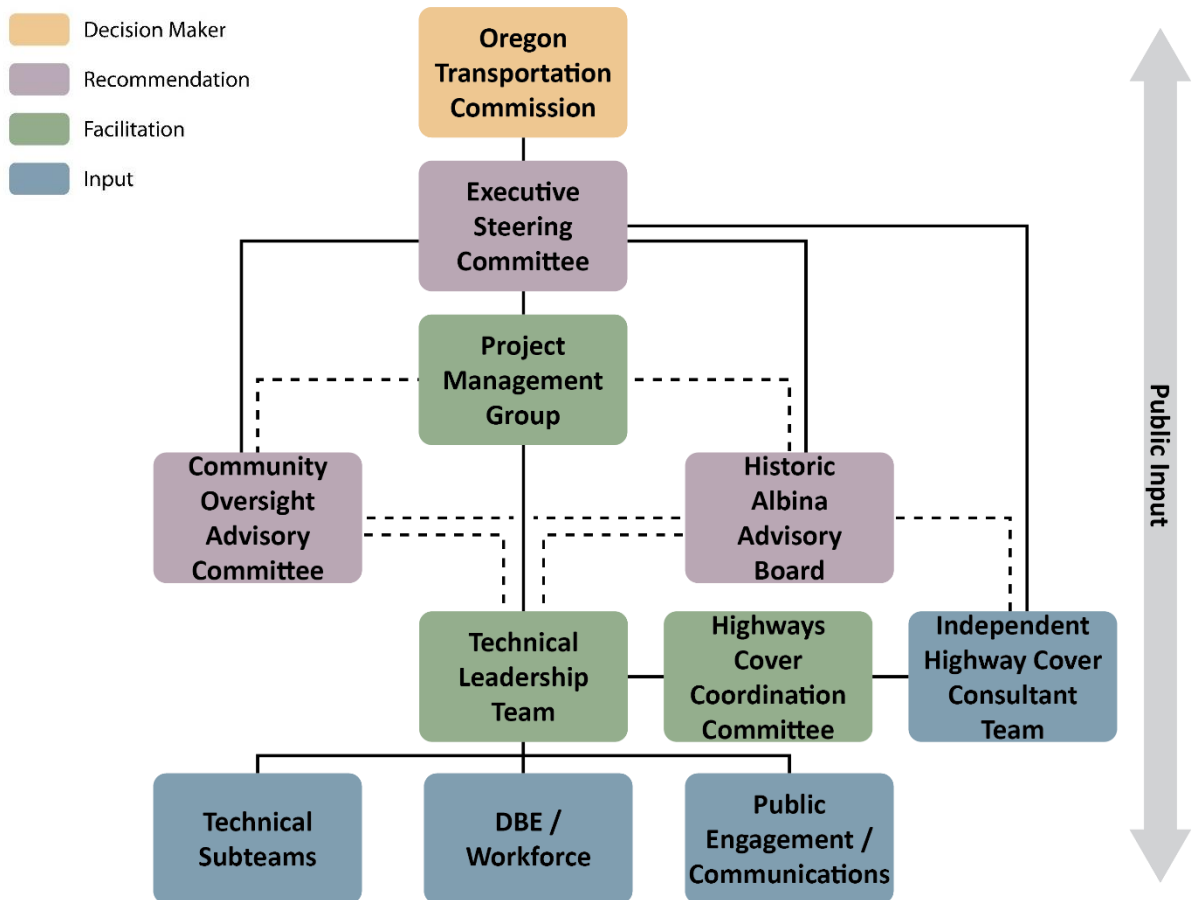 Decision Maker
Recommendation
Facilitation
Input
Oregon
Transportation
Commission
Executive
Steering
Committee
Project
Management
Group
Community
Oversight
Advisory
Committee
Historic
Albina
Advisory
Board
Technical
Leadership
Team
Highways
Cover
Coordination
Committee
Independent
Highway Cover
Consultant
Team
Technical
Subteams
DBE /
Workforce
Public
Engagement /
Communications
Public Input